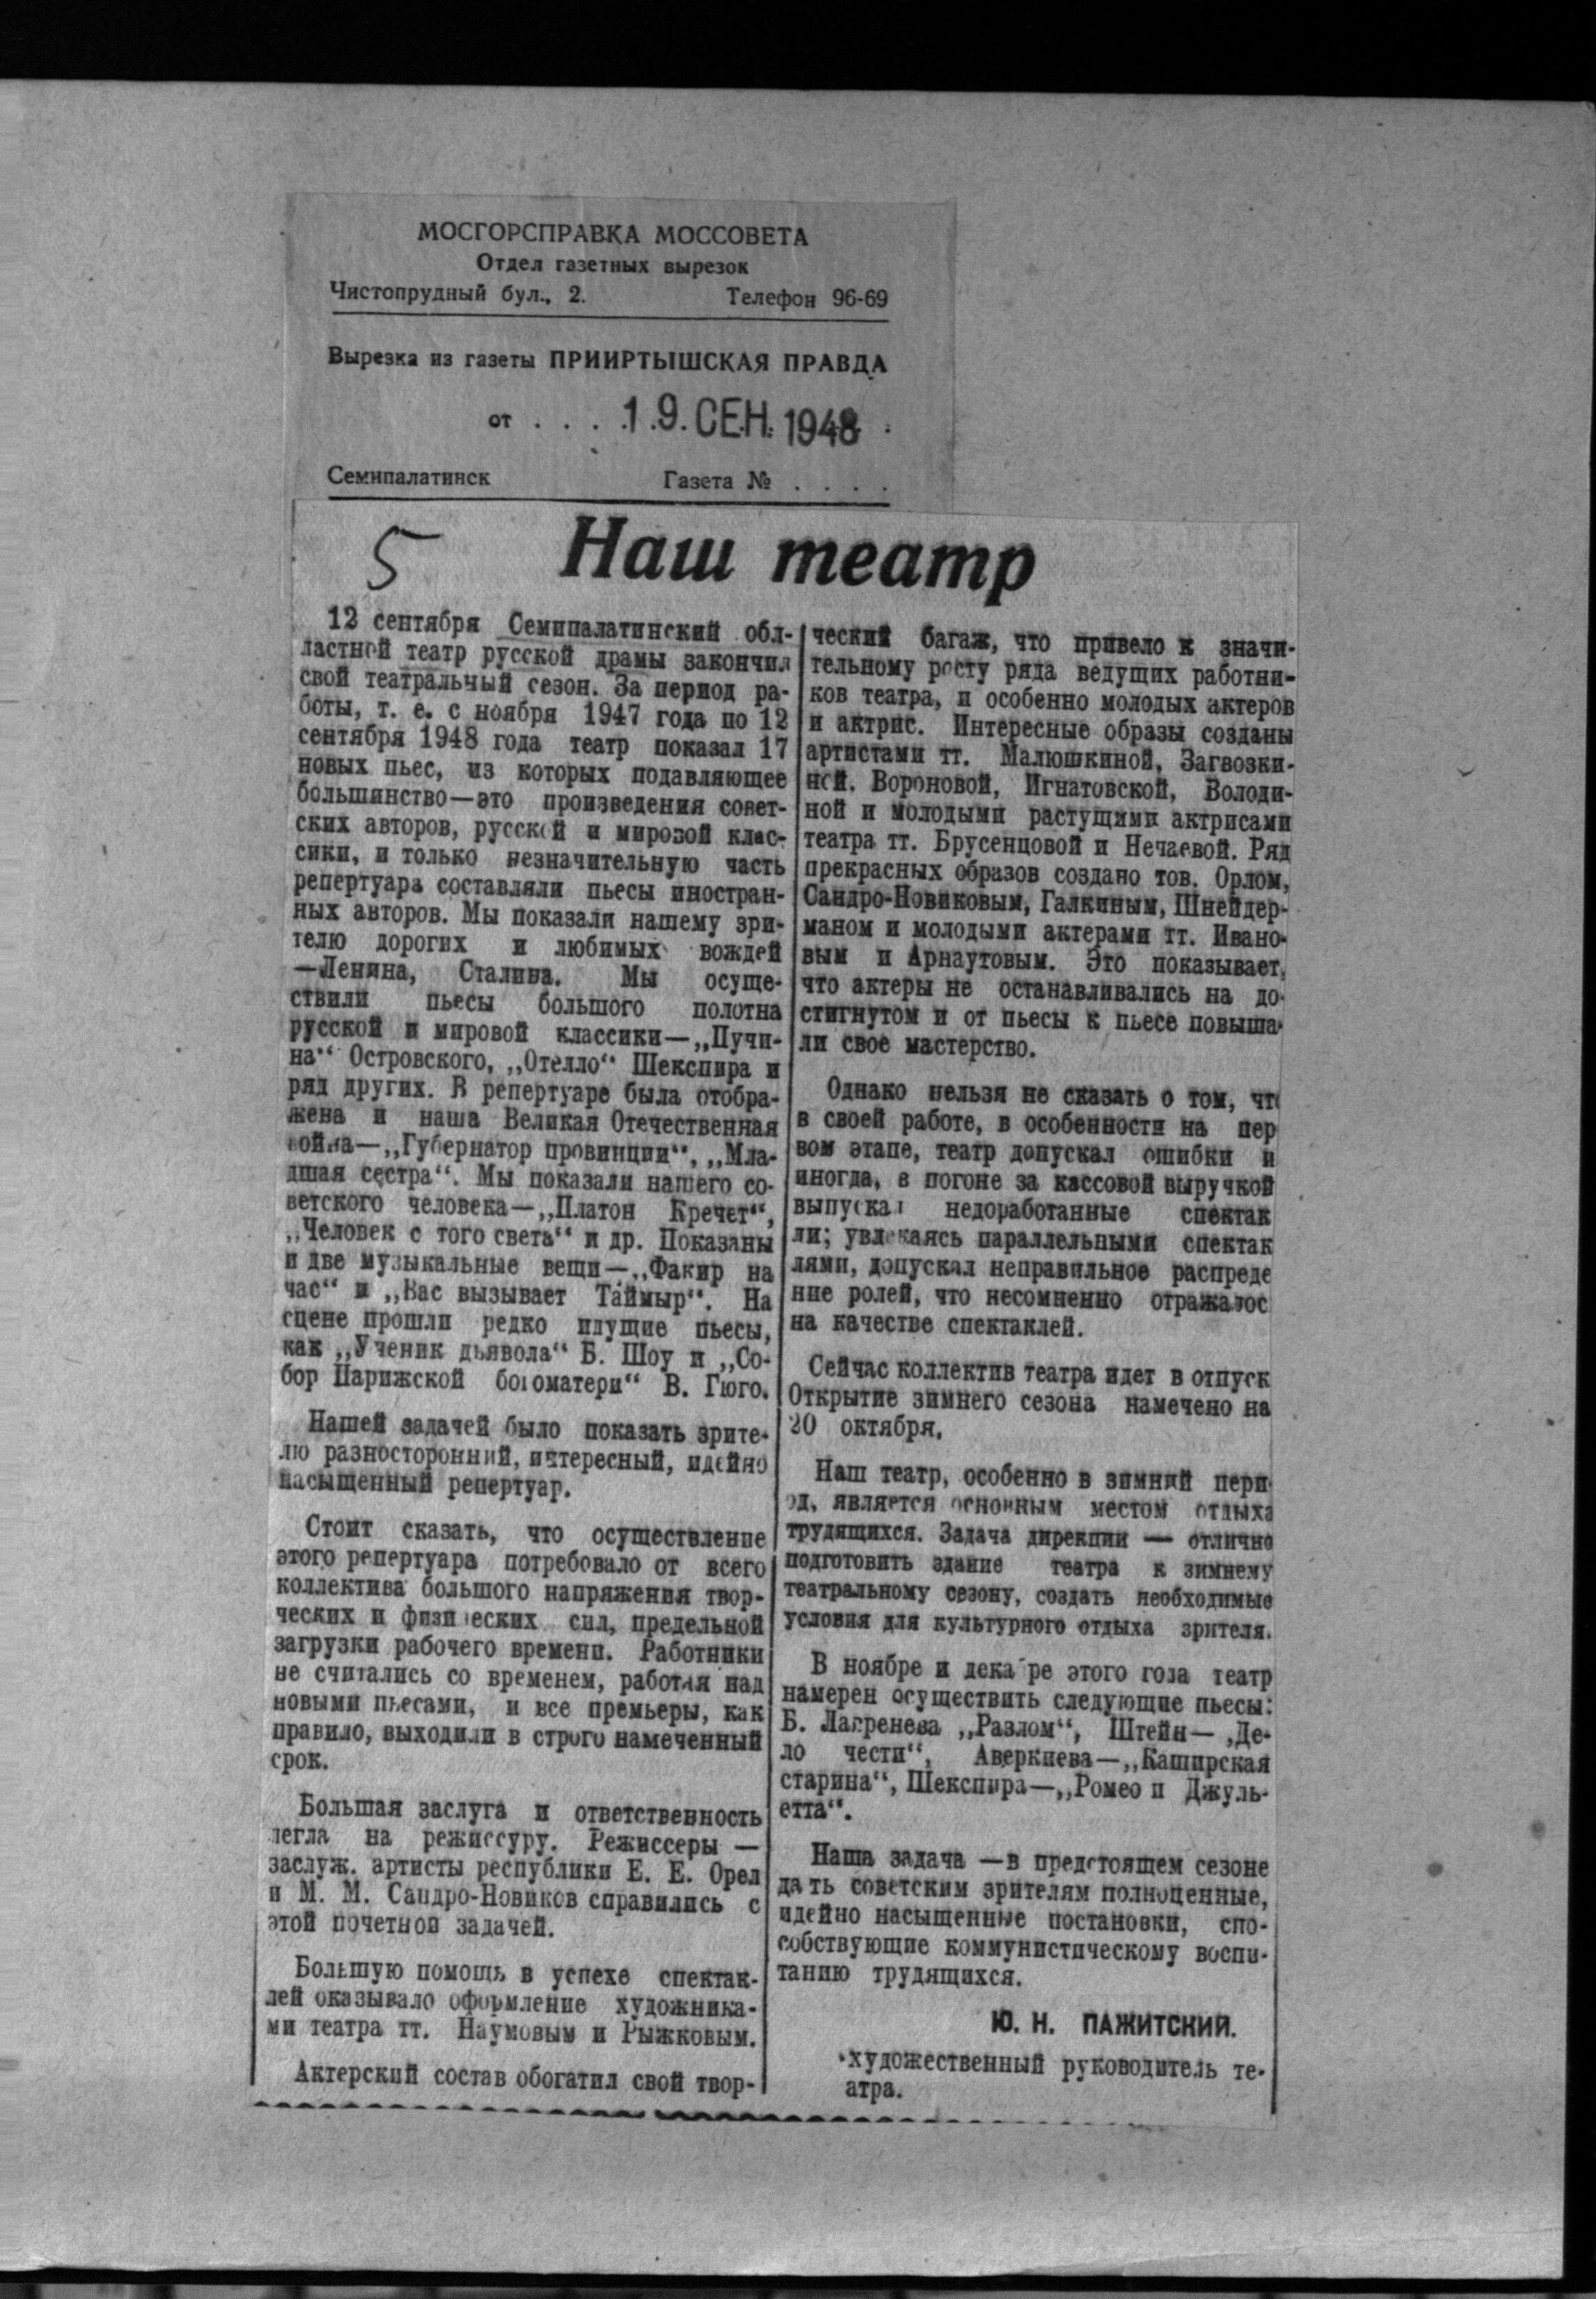 МОСГОРСПРАВКА МОССОВЕТА
Отдел газетных вырезок
Чистопрудный бул., 2. Телефон 96-69
Вырезка из газеты ПРИИРТЫШСКАЯ ПРАВДА
от . . . . 19. СЕН. 1948 .
Семипалатинск Газета № . . . .
5 Наш театр
12 сентября Семипалатинский обл-
ластной театр русской драмы закончил
свой театральный сезон. За период ра-
боты, т. е. с ноября 1947 года по 12
сентября 1948 года театр показал 17
новых пьес, из которых подавляющее
большинство—это произведения совет-
ских авторов, русской и мировой клас-
сики, и только незначительную часть
репертуара составляли пьесы иностран-
ных авторов. Мы показали нашему зри-
телю дорогих и любимых вождей
—Ленина, Сталина. Мы осуще-
ствили пьесы большого полотна
русской и мировой классики—„Пучи-
на“ Островского, „Отелло“ Шекспира и
ряд других. В репертуаре была отобра-
жена и наша Великая Отечественная
война—„Губернатор провинции“, „Мла-
дшая сестра“. Мы показали нашего со-
ветского человека—„Платон Кречет“,
„Человек с того света“ и др. Показаны
и две музыкальные вещи—„Факир на
час“ и „Вас вызывает Таймыр“. На
сцене прошли редко идущие пьесы,
как „Ученик дьявола“ Б. Шоу и „Со-
бор Парижской богоматери“ В. Гюго.
Нашей задачей было показать зрите-
лю разносторонний, интересный, идейно
насыщенный репертуар.
Стоит сказать, что осуществление
этого репертуара потребовало от всего
коллектива большого напряжения твор-
ческих и физических сил, предельной
загрузки рабочего времени. Работники
не считались со временем, работая над
новыми пьесами, и все премьеры, как
правило, выходили в строго намеченный
срок.
Большая заслуга и ответственность
легла на режиссуру. Режиссеры —
заслуж. артисты республики Е. Е. Орел
и М. М. Сандро-Новиков справились с
этой почетной задачей.
Большую помощь в успехе спектак-
лей оказывало оформление художника-
ми театра тт. Наумовым и Рыжковым.
Актерский состав обогатил свой твор-
ческий багаж, что привело к значи-
тельному росту ряда ведущих работни-
ков театра, и особенно молодых актеров
и актрис. Интересные образы созданы
артистами тт. Малюшкиной, Загвозки-
ной, Вороновой, Игнатовской, Володи-
ной и молодыми растущими актрисами
театра тт. Брусенцовой и Нечаевой. Ряд
прекрасных образов создано тов. Орлом,
Сандро-Новиковым, Галкиным, Шнейдер-
маном и молодыми актерами тт. Ивано-
вым и Арнаутовым. Это показывает,
что актеры не останавливались на до-
стигнутом и от пьесы к пьесе повыша-
ли свое мастерство.
Однако нельзя не сказать о том, что
в своей работе, в особенности на пер
вом этапе, театр допускал ошибки и
иногда, в погоне за кассовой выручкой
выпускал недоработанные спектак
ли; увлекаясь параллельными спектак
лями, допускал неправильное распреде
ние ролей, что несомненно отражалос
на качестве спектаклей.
Сейчас коллектив театра идет в отпуск
Открытие зимнего сезона намечено на
20 октября.
Наш театр, особенно в зимний пери-
од, является основным местом отдыха
трудящихся. Задача дирекции — отлично
подготовить здание театра к зимнему
театральному сезону, создать необходимые
условия для культурного отдыха зрителя.
В ноябре и декабре этого года театр
намерен осуществить следующие пьесы:
Б. Лавренева „Разлом“, Штейн— „Де-
ло чести“, Аверкиева—„Каширская
старина“, Шекспира—„Ромео и Джуль-
етта“.
Наша задача —в предстоящем сезоне
дать советским зрителям полноценные,
идейно насыщенные постановки, спо-
собствующие коммунистическому воспи-
танию трудящихся.
Ю. Н. ПАЖИТСКИЙ.
художественный руководитель те-
атра.